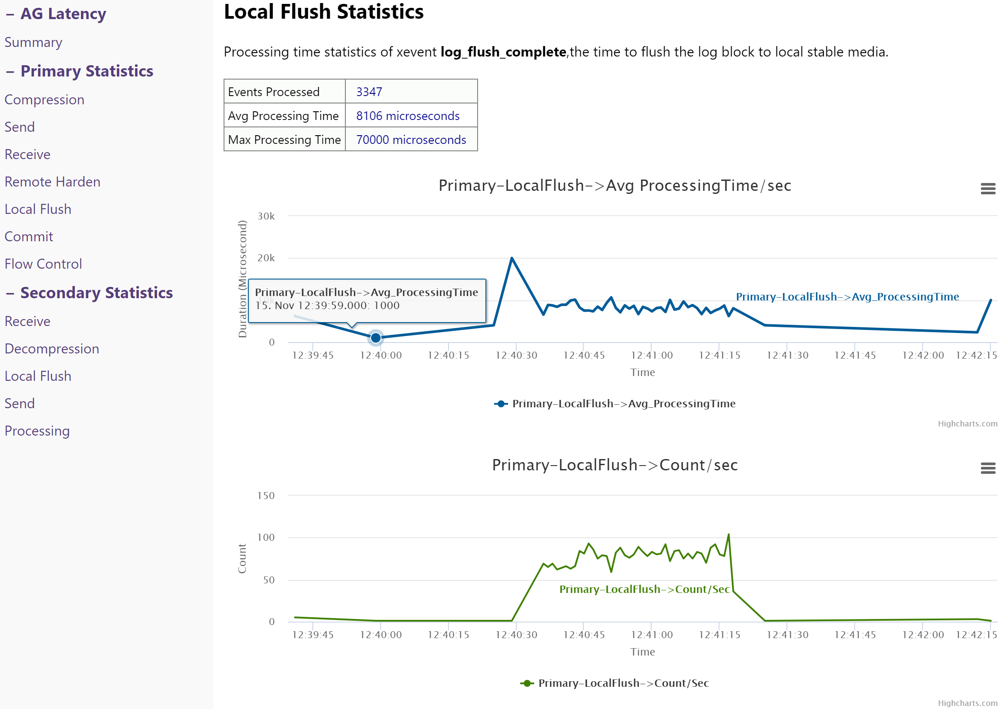 − AG Latency
Summary
− Primary Statistics
Compression
Send
Receive
Remote Harden
Local Flush
Commit
Flow Control
− Secondary Statistics
Receive
Decompression
Local Flush
Send
Processing
Local Flush Statistics
Processing time statistics of xevent log_flush_complete,the time to flush the log block to local stable media.
Events Processed 3347
Avg Processing Time 8106 microseconds
Max Processing Time 70000 microseconds
Primary-LocalFlush->Avg ProcessingTime/sec
Duration (Microsecond)
30k
20k
10k
0
Primary-LocalFlush->Avg_ProcessingTime
15. Nov 12:39:59.000: 1000
Primary-LocalFlush->Avg_ProcessingTime
12:39:45 12:40:00 12:40:15 12:40:30 12:40:45 12:41:00 12:41:15 12:41:30 12:41:45 12:42:00 12:42:15
Time
Primary-LocalFlush->Avg_ProcessingTime
Highcharts.com
Primary-LocalFlush->Count/sec
Count
150
100
50
0
Primary-LocalFlush->Count/Sec
12:39:45 12:40:00 12:40:15 12:40:30 12:40:45 12:41:00 12:41:15 12:41:30 12:41:45 12:42:00 12:42:15
Time
Primary-LocalFlush->Count/Sec
Highcharts.com